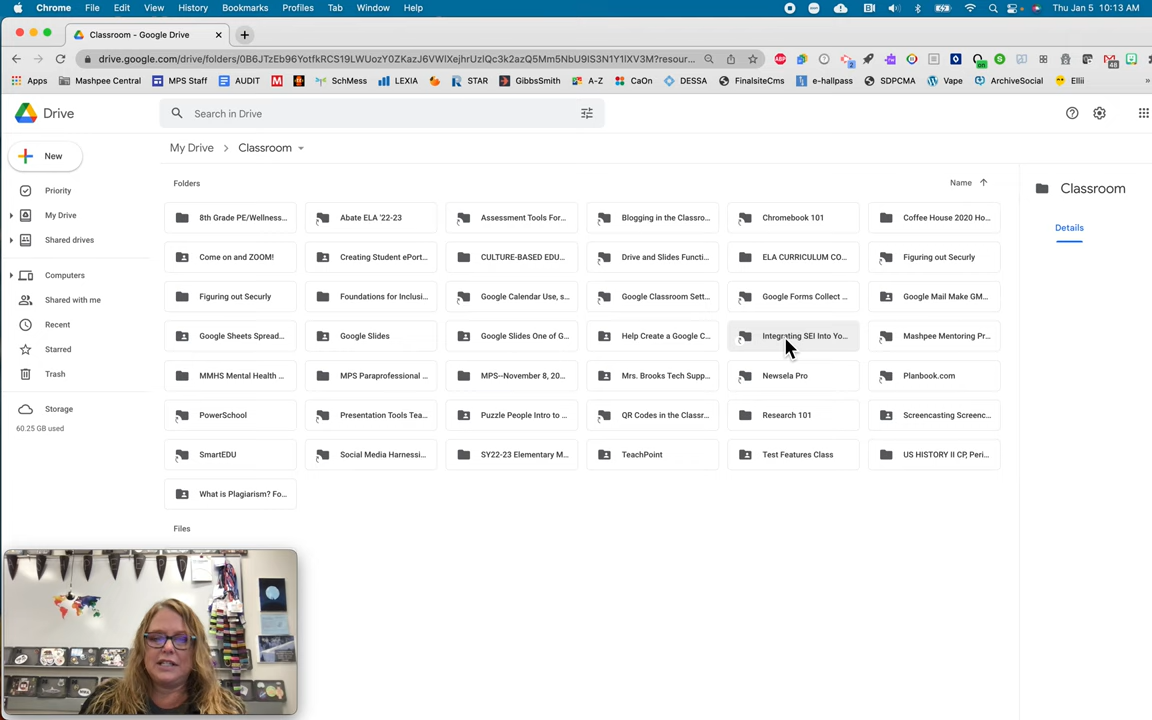 Chrome File Edit View History Bookmarks Profiles Tab Window Help Thu Jan 5 10:13 AM
Classroom - Google Drive
drive.google.com/drive/folders/
Apps Mashpee Central MPS Staff AUDIT MPS SchMess LEXIA STAR GibbsSmith A-Z CaOn DESSA FinalsiteCms e-hallpass SDPCMA Vape ArchiveSocial Ellii
Drive
Search in Drive
New
My Drive > Classroom
Priority
My Drive
Shared drives
Computers
Shared with me
Recent
Starred
Trash
Storage
60.25 GB used
Folders Name
8th Grade PE/Wellness... Abate ELA '22-23 Assessment Tools For... Blogging in the Classro... Chromebook 101 Coffee House 2020 Ho...
Come on and ZOOM! Creating Student ePort... CULTURE-BASED EDU... Drive and Slides Functi... ELA CURRICULUM CO... Figuring out Securly
Figuring out Securly Foundations for Inclusi... Google Calendar Use, s... Google Classroom Sett... Google Forms Collect ... Google Mail Make GM...
Google Sheets Spread... Google Slides Google Slides One of G... Help Create a Google C... Integrating SEI Into Yo... Mashpee Mentoring Pr...
MMHS Mental Health ... MPS Paraprofessional ... MPS--November 8, 20... Mrs. Brooks Tech Supp... Newsela Pro Planbook.com
PowerSchool Presentation Tools Tea... Puzzle People Intro to ... QR Codes in the Classr... Research 101 Screencasting Screenc...
SmartEDU Social Media Harnessi... SY22-23 Elementary M... TeachPoint Test Features Class US HISTORY II CP, Peri...
What is Plagiarism? Fo...
Files
Classroom
Details